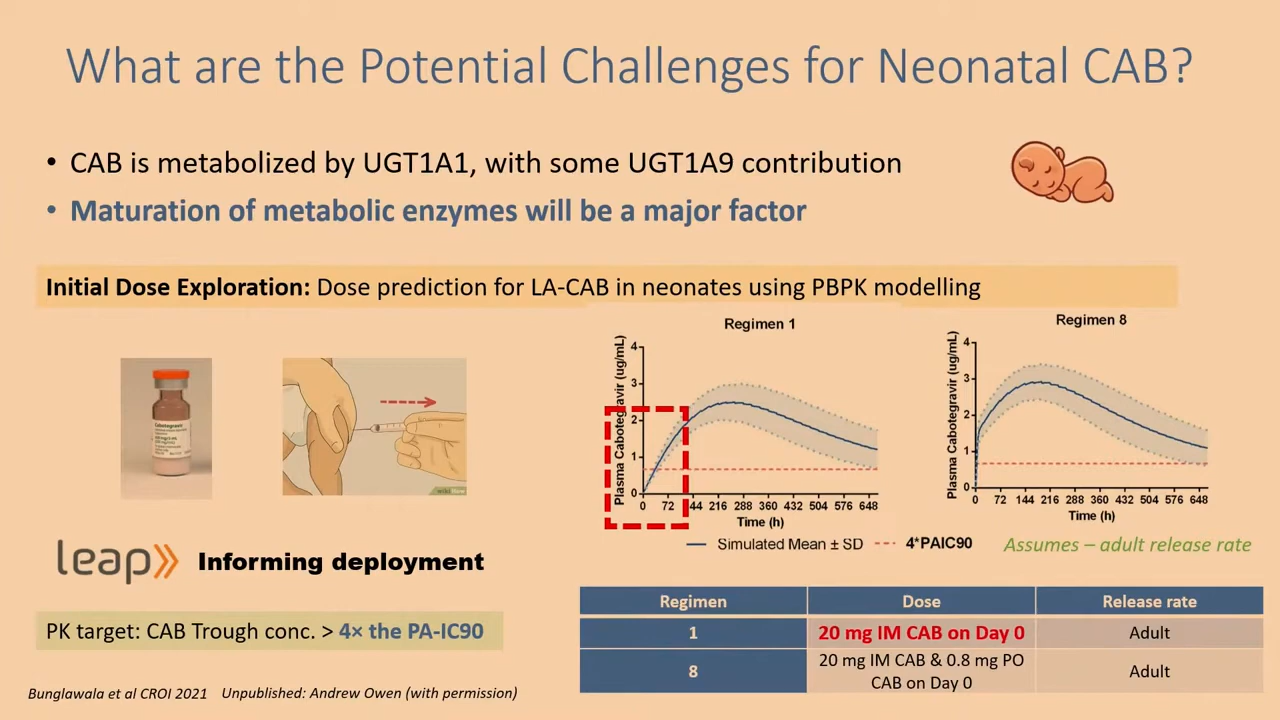 What are the Potential Challenges for Neonatal CAB?
• CAB is metabolized by UGT1A1, with some UGT1A9 contribution
• Maturation of metabolic enzymes will be a major factor
Initial Dose Exploration: Dose prediction for LA-CAB in neonates using PBPK modelling
Cabotegravir
wikiHow
Regimen 1
Plasma Cabotegravir (ug/mL)
4
3
2
1
0
0 72 144 216 288 360 432 504 576 648
Time (h)
Regimen 8
Plasma Cabotegravir (ug/mL)
4
3
2
1
0
0 72 144 216 288 360 432 504 576 648
Time (h)
Simulated Mean ± SD
4*PAIC90
Assumes – adult release rate
leap
Informing deployment
PK target: CAB Trough conc. > 4× the PA-IC90
Regimen Dose Release rate
1 20 mg IM CAB on Day 0 Adult
8 20 mg IM CAB & 0.8 mg PO CAB on Day 0 Adult
Bunglawala et al CROI 2021 Unpublished: Andrew Owen (with permission)